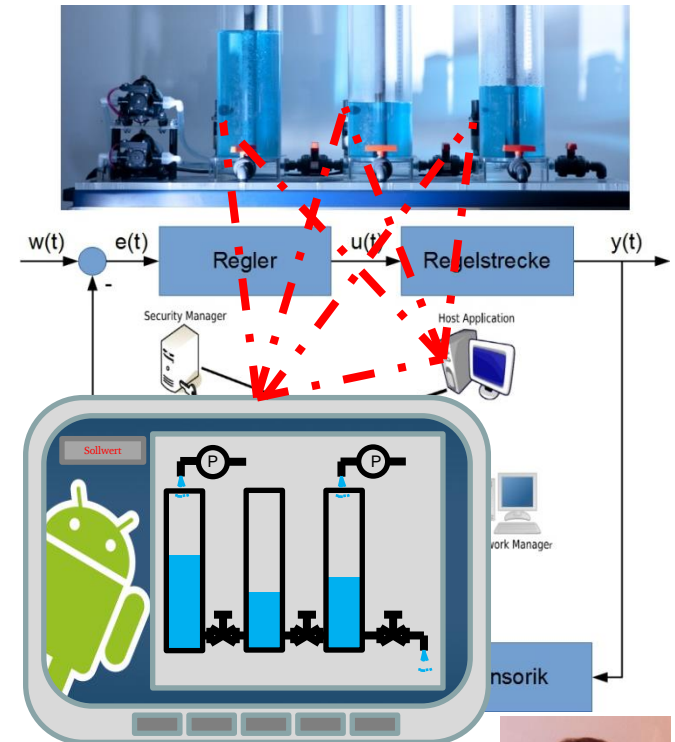 w(t)
e(t)
Regler
u(t)
Regelstrecke
y(t)
-
Security Manager
Host Application
Sollwert
P
P
work Manager
nsorik